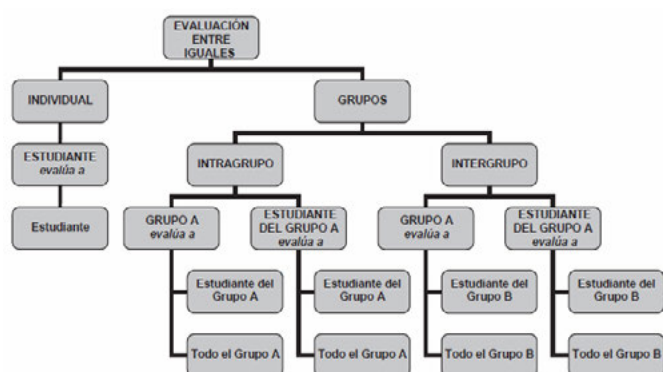 EVALUACIÓN
ENTRE
IGUALES
INDIVIDUAL
GRUPOS
ESTUDIANTE
evalúa a
INTRAGRUPO
INTERGRUPO
Estudiante
GRUPO A
evalúa a
ESTUDIANTE
DEL GRUPO A
evalúa a
GRUPO A
evalúa a
ESTUDIANTE
DEL GRUPO A
evalúa a
Estudiante del
Grupo A
Estudiante del
Grupo A
Estudiante del
Grupo B
Estudiante del
Grupo B
Todo el Grupo A
Todo el Grupo A
Todo el Grupo B
Todo el Grupo B